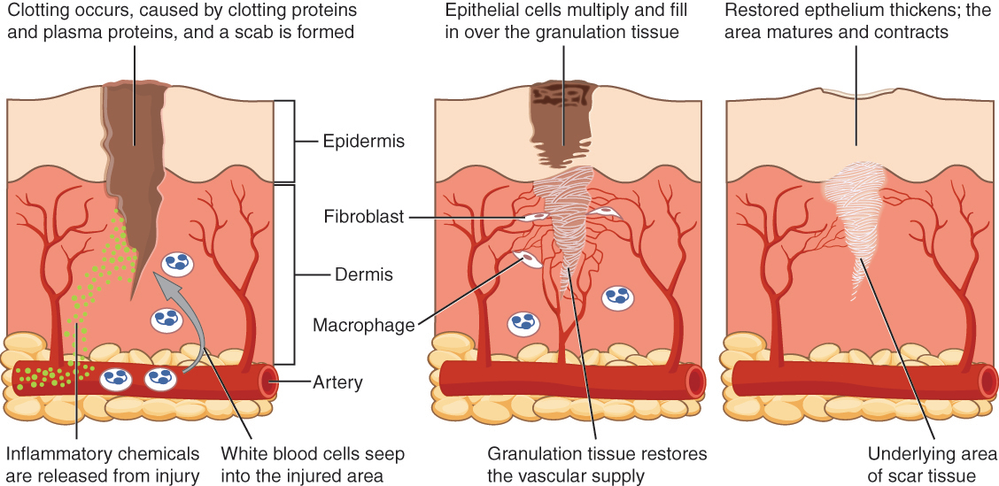 Clotting occurs, caused by clotting proteins
and plasma proteins, and a scab is formed
Epithelial cells multiply and fill
in over the granulation tissue
Restored epthelium thickens; the
area matures and contracts
Epidermis
Fibroblast
Dermis
Macrophage
Artery
Inflammatory chemicals
are released from injury
White blood cells seep
into the injured area
Granulation tissue restores
the vascular supply
Underlying area
of scar tissue